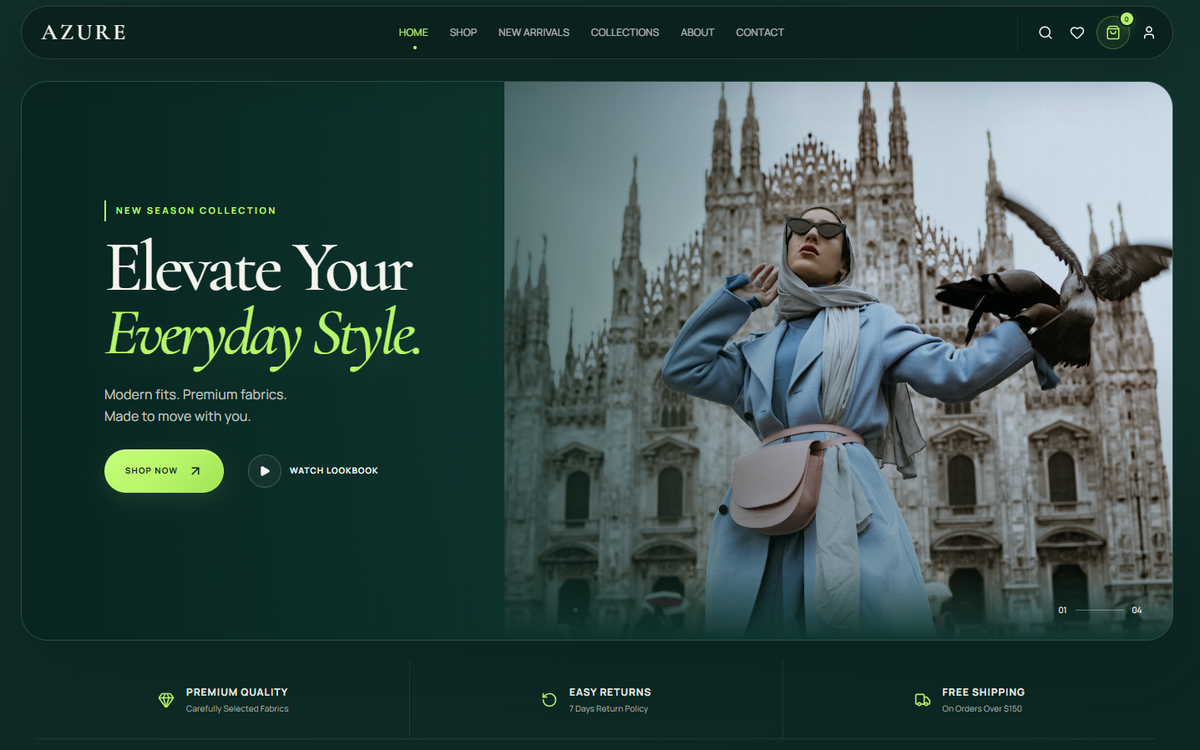 AZURE
HOME
SHOP
NEW ARRIVALS
COLLECTIONS
ABOUT
CONTACT
0
NEW SEASON COLLECTION
Elevate Your
Everyday Style.
Modern fits. Premium fabrics.
Made to move with you.
SHOP NOW
WATCH LOOKBOOK
01
04
PREMIUM QUALITY
Carefully Selected Fabrics
EASY RETURNS
7 Days Return Policy
FREE SHIPPING
On Orders Over $150